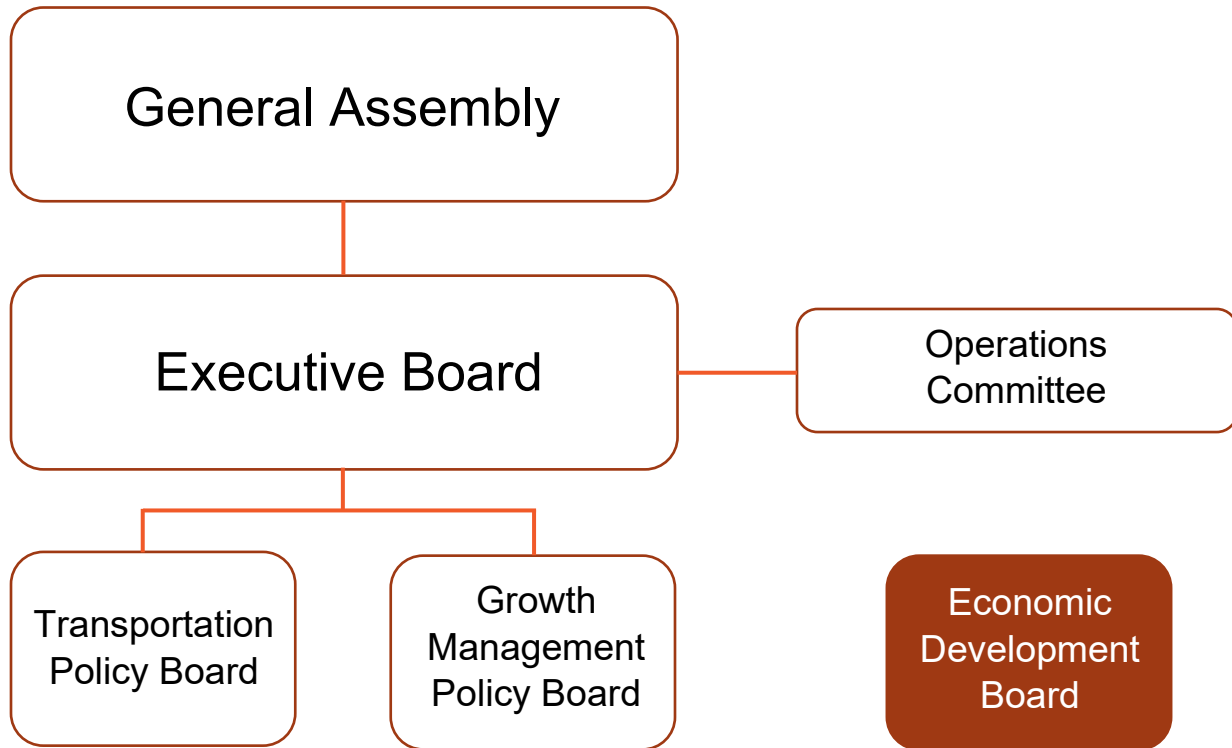 General Assembly
Executive Board
Operations
Committee
Transportation
Policy Board
Growth
Management
Policy Board
Economic
Development
Board